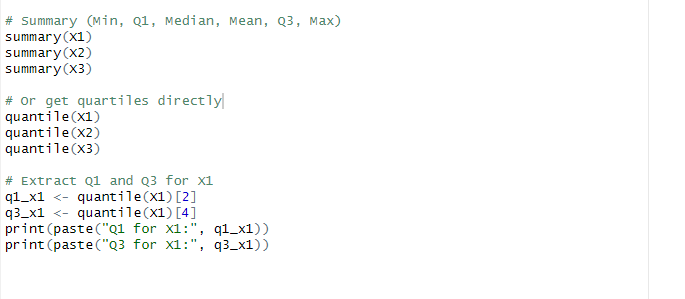 # Summary (Min, Q1, Median, Mean, Q3, Max)
summary(X1)
summary(X2)
summary(X3)
# Or get quartiles directly
quantile(X1)
quantile(X2)
quantile(X3)
# Extract Q1 and Q3 for X1
q1_x1 <- quantile(X1)[2]
q3_x1 <- quantile(X1)[4]
print(paste("Q1 for X1:", q1_x1))
print(paste("Q3 for X1:", q3_x1))